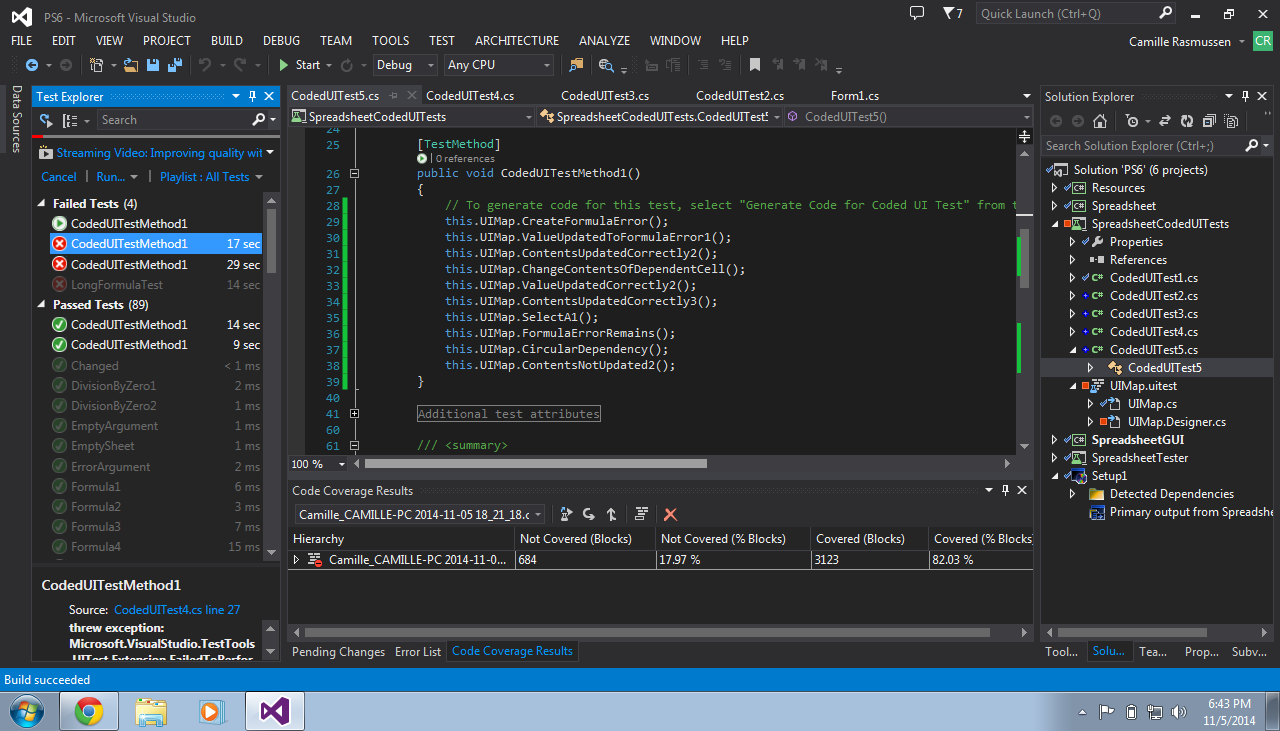 PS6 - Microsoft Visual Studio
7
Quick Launch (Ctrl+Q)
FILE EDIT VIEW PROJECT BUILD DEBUG TEAM TOOLS TEST ARCHITECTURE ANALYZE WINDOW HELP
Camille Rasmussen
CR
Start Debug Any CPU
Data Sources
Test Explorer
Search
Streaming Video: Improving quality wit
Cancel Run... Playlist : All Tests
Failed Tests (4)
CodedUITestMethod1
CodedUITestMethod1 17 sec
CodedUITestMethod1 29 sec
LongFormulaTest 14 sec
Passed Tests (89)
CodedUITestMethod1 14 sec
CodedUITestMethod1 9 sec
Changed < 1 ms
DivisionByZero1 2 ms
DivisionByZero2 1 ms
EmptyArgument 1 ms
EmptySheet 1 ms
ErrorArgument 2 ms
Formula1 6 ms
Formula2 3 ms
Formula3 7 ms
Formula4 15 ms
CodedUITestMethod1
Source: CodedUITest4.cs line 27
threw exception:
Microsoft.VisualStudio.TestTools
.UITest.Extension.FailedToPerfor
CodedUITest5.cs CodedUITest4.cs CodedUITest3.cs CodedUITest2.cs Form1.cs
SpreadsheetCodedUITests SpreadsheetCodedUITests.CodedUITest5 CodedUITest5()
24
25 [TestMethod]
0 references
26 public void CodedUITestMethod1()
27 {
28 // To generate code for this test, select "Generate Code for Coded UI Test" from t
29 this.UIMap.CreateFormulaError();
30 this.UIMap.ValueUpdatedToFormulaError1();
31 this.UIMap.ContentsUpdatedCorrectly2();
32 this.UIMap.ChangeContentsOfDependentCell();
33 this.UIMap.ValueUpdatedCorrectly2();
34 this.UIMap.ContentsUpdatedCorrectly3();
35 this.UIMap.SelectA1();
36 this.UIMap.FormulaErrorRemains();
37 this.UIMap.CircularDependency();
38 this.UIMap.ContentsNotUpdated2();
39 }
40
41 Additional test attributes
60
61 /// <summary>
100 %
Code Coverage Results
Camille_CAMILLE-PC 2014-11-05 18_21_18.c
Hierarchy Not Covered (Blocks) Not Covered (% Blocks) Covered (Blocks) Covered (% Blocks)
Camille_CAMILLE-PC 2014-11-0... 684 17.97 % 3123 82.03 %
Pending Changes Error List Code Coverage Results
Solution Explorer
Search Solution Explorer (Ctrl+;)
Solution 'PS6' (6 projects)
Resources
Spreadsheet
SpreadsheetCodedUITests
Properties
References
CodedUITest1.cs
CodedUITest2.cs
CodedUITest3.cs
CodedUITest4.cs
CodedUITest5.cs
CodedUITest5
UIMap.uitest
UIMap.cs
UIMap.Designer.cs
SpreadsheetGUI
SpreadsheetTester
Setup1
Detected Dependencies
Primary output from Spreadshe
Tool... Solu... Tea... Prop... Subv...
Build succeeded
6:43 PM
11/5/2014